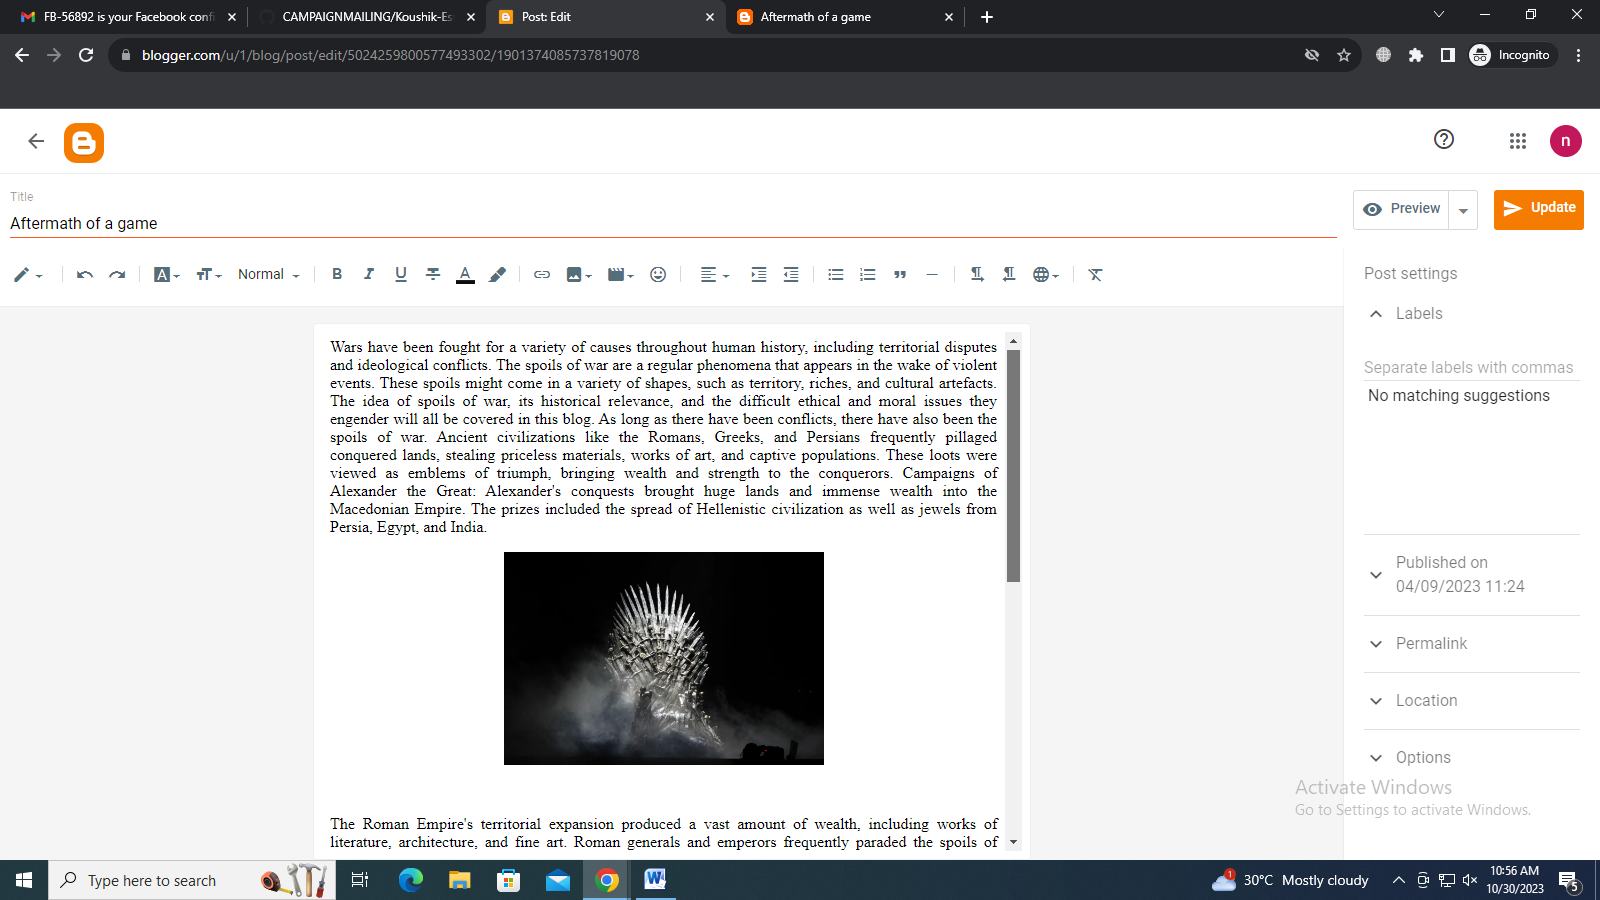 FB-56892 is your Facebook confi
CAMPAIGNMAILING/Koushik-Es
Post: Edit
Aftermath of a game
blogger.com/u/1/blog/post/edit/5024259800577493302/1901374085737819078
Incognito
n
Title
Aftermath of a game
Preview
Update
Normal
B I U A
Post settings
Labels
Separate labels with commas
No matching suggestions
Published on
04/09/2023 11:24
Permalink
Location
Options
Wars have been fought for a variety of causes throughout human history, including territorial disputes
and ideological conflicts. The spoils of war are a regular phenomena that appears in the wake of violent
events. These spoils might come in a variety of shapes, such as territory, riches, and cultural artefacts.
The idea of spoils of war, its historical relevance, and the difficult ethical and moral issues they
engender will all be covered in this blog. As long as there have been conflicts, there have also been the
spoils of war. Ancient civilizations like the Romans, Greeks, and Persians frequently pillaged
conquered lands, stealing priceless materials, works of art, and captive populations. These loots were
viewed as emblems of triumph, bringing wealth and strength to the conquerors. Campaigns of
Alexander the Great: Alexander's conquests brought huge lands and immense wealth into the
Macedonian Empire. The prizes included the spread of Hellenistic civilization as well as jewels from
Persia, Egypt, and India.
The Roman Empire's territorial expansion produced a vast amount of wealth, including works of
literature, architecture, and fine art. Roman generals and emperors frequently paraded the spoils of
Activate Windows
Go to Settings to activate Windows.
Type here to search
1
30°C Mostly cloudy
10:56 AM
10/30/2023
5